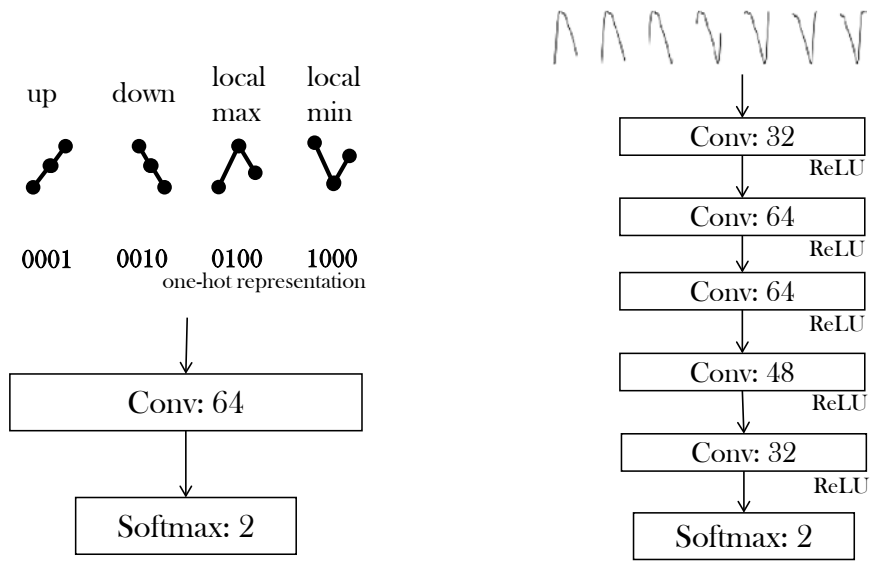 up
down
local
max
local
min
0001
0010
0100
1000
one-hot representation
Conv: 64
Softmax: 2
Conv: 32
ReLU
Conv: 64
ReLU
Conv: 64
ReLU
Conv: 48
ReLU
Conv: 32
ReLU
Softmax: 2